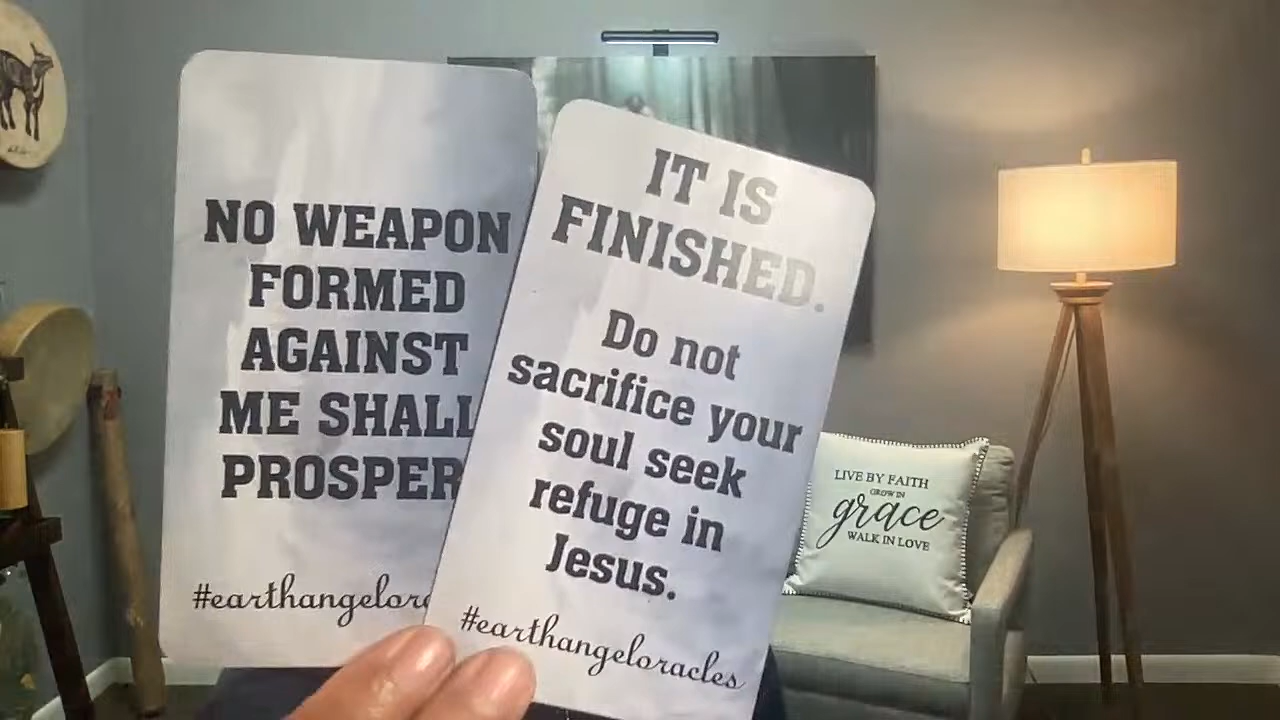 NO WEAPON
FORMED
AGAINST
ME SHALL
PROSPER
#earthangelor
IT IS
FINISHED.
Do not
sacrifice your
soul seek
refuge in
Jesus.
#earthangeloracles
LIVE BY FAITH
GROW IN
grace
WALK IN LOVE